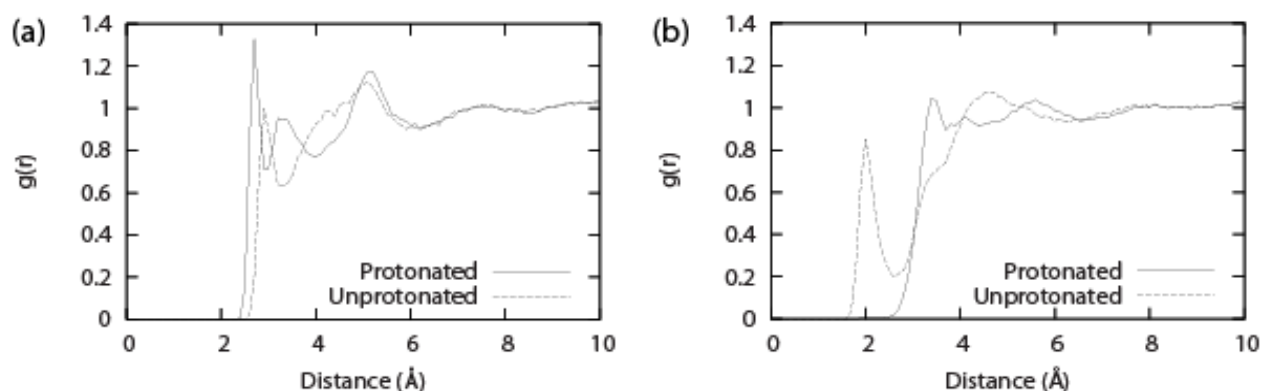 (a)
1.4
1.2
1
0.8
0.6
0.4
0.2
0
g(r)
Protonated
Unprotonated
0 2 4 6 8 10
Distance (Å)
(b)
1.4
1.2
1
0.8
0.6
0.4
0.2
0
g(r)
Protonated
Unprotonated
0 2 4 6 8 10
Distance (Å)